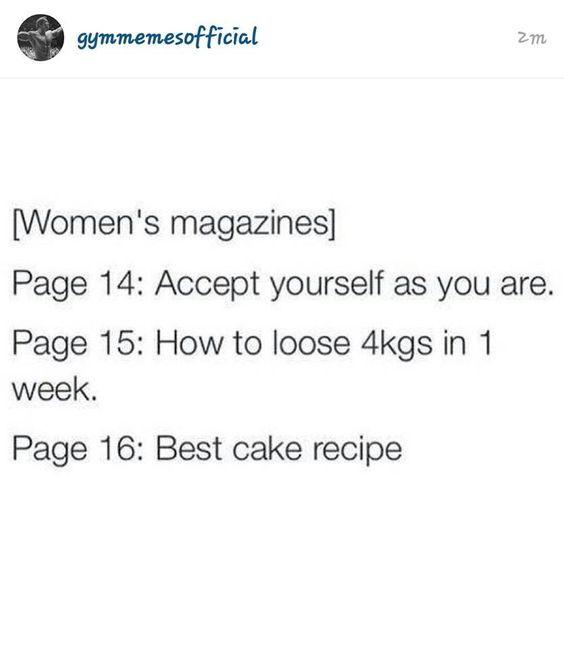 gymmemesofficial
2m
[Women's magazines]
Page 14: Accept yourself as you are.
Page 15: How to loose 4kgs in 1
week.
Page 16: Best cake recipe